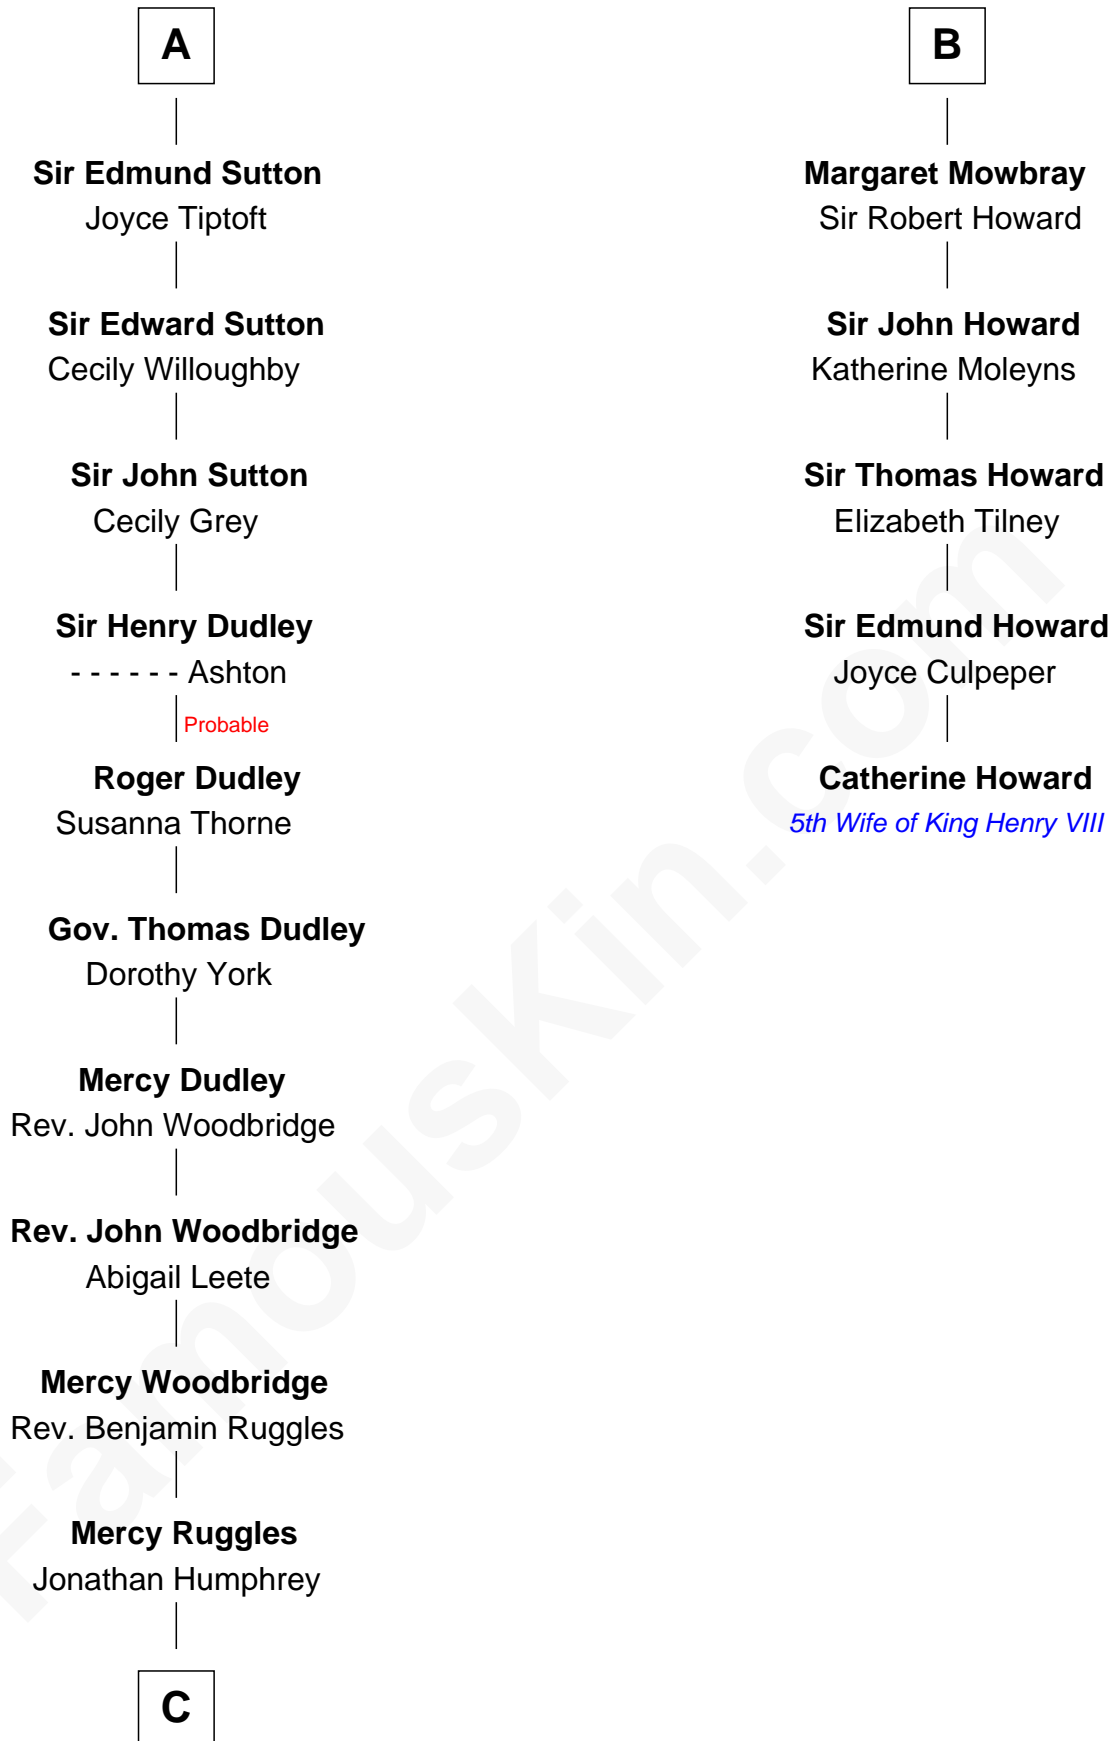 A
Sir Edmund Sutton
Joyce Tiptoft
Sir Edward Sutton
Cecily Willoughby
Sir John Sutton
Cecily Grey
Sir Henry Dudley
- - - - - - Ashton
Probable
Roger Dudley
Susanna Thorne
Gov. Thomas Dudley
Dorothy York
Mercy Dudley
Rev. John Woodbridge
Rev. John Woodbridge
Abigail Leete
Mercy Woodbridge
Rev. Benjamin Ruggles
Mercy Ruggles
Jonathan Humphrey
C
B
Margaret Mowbray
Sir Robert Howard
Sir John Howard
Katherine Moleyns
Sir Thomas Howard
Elizabeth Tilney
Sir Edmund Howard
Joyce Culpeper
Catherine Howard
5th Wife of King Henry VIII
FamousKin.com